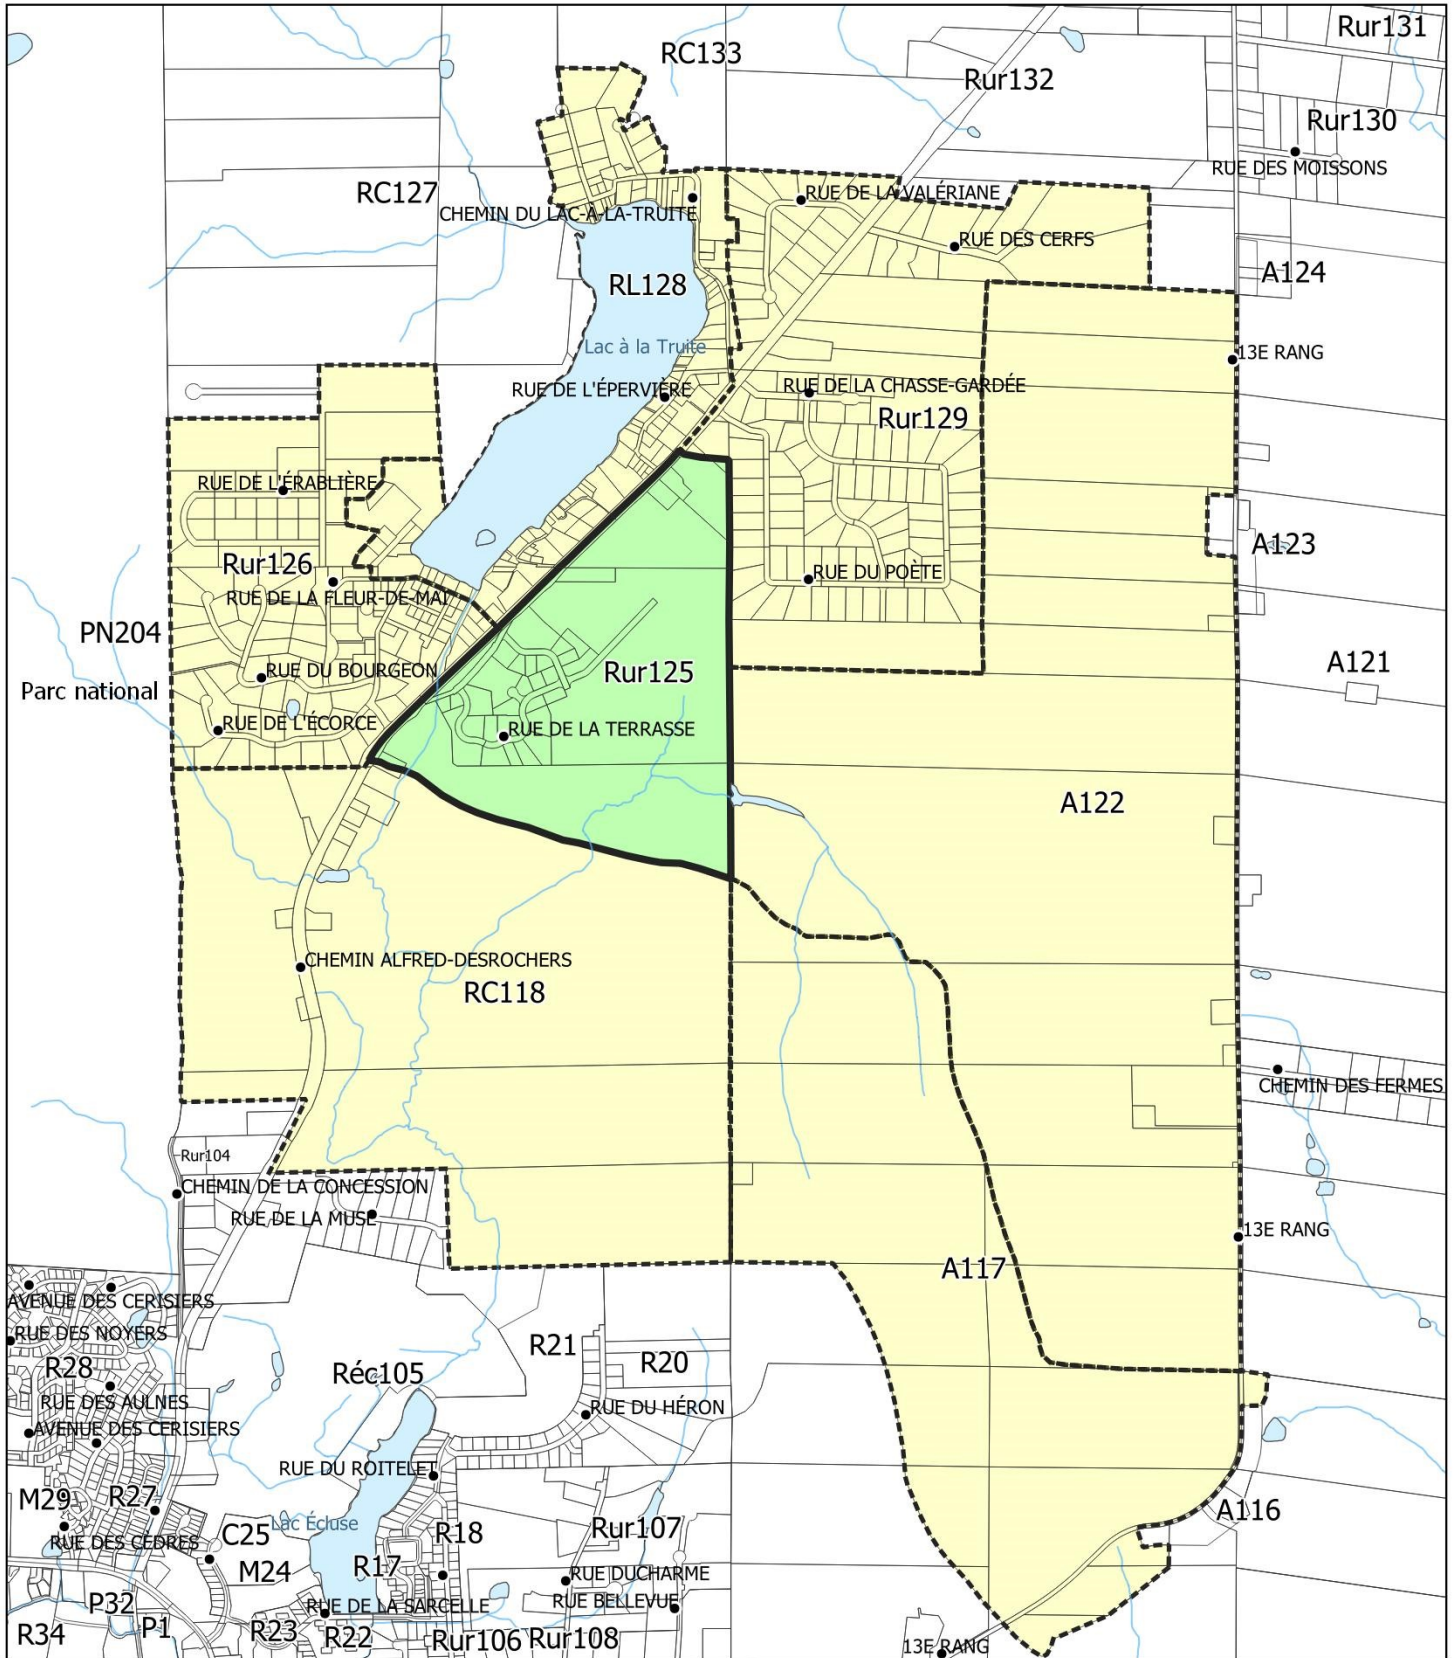 Rur131
RC133
Rur132
Rur130
RUE DES MOISSONS
RC127
RUE DE LA VALÉRIANE
CHEMIN DU LAC-À-LA-TRUITE
RUE DES CERFS
A124
RL128
Lac à la Truite
13E RANG
RUE DE L'ÉPERVIÈRE
RUE DE LA CHASSE-GARDÉE
Rur129
RUE DE L'ÉRABLIÈRE
A123
Rur126
RUE DU POÈTE
RUE DE LA FLEUR-DE-MAI
PN204
A121
RUE DU BOURGEON
Rur125
Parc national
RUE DE L'ÉCORCE
RUE DE LA TERRASSE
A122
CHEMIN ALFRED-DESROCHERS
RC118
CHEMIN DES FERMES
Rur104
CHEMIN DE LA CONCESSION
RUE DE LA MUSE
13E RANG
A117
AVENUE DES CERISIERS
RUE DES NOYERS
R21
R20
R28
Réc105
RUE DES AULNES
RUE DU HÉRON
AVENUE DES CERISIERS
RUE DU ROITELET
M29
R27
A116
Lac Écluse
C25
R18
Rur107
RUE DES CÈDRES
M24
R17
RUE DUCHARME
P32
RUE DE LA SARCELLE
RUE BELLEVUE
R34
P1
R23
R22
Rur106
Rur108
13E RANG